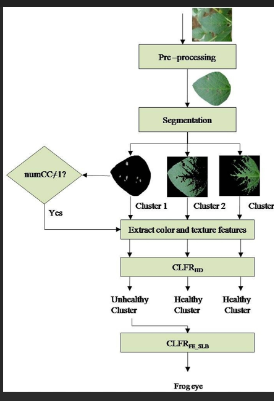 Pre –processing
Segmentation
numCC≠1?
Cluster 1
Cluster 2
Cluster
Yes
Extract color and texture features
CLFR_HD
Unhealthy Cluster
Healthy Cluster
Healthy Cluster
CLFR_FE_SLB
Frog eye